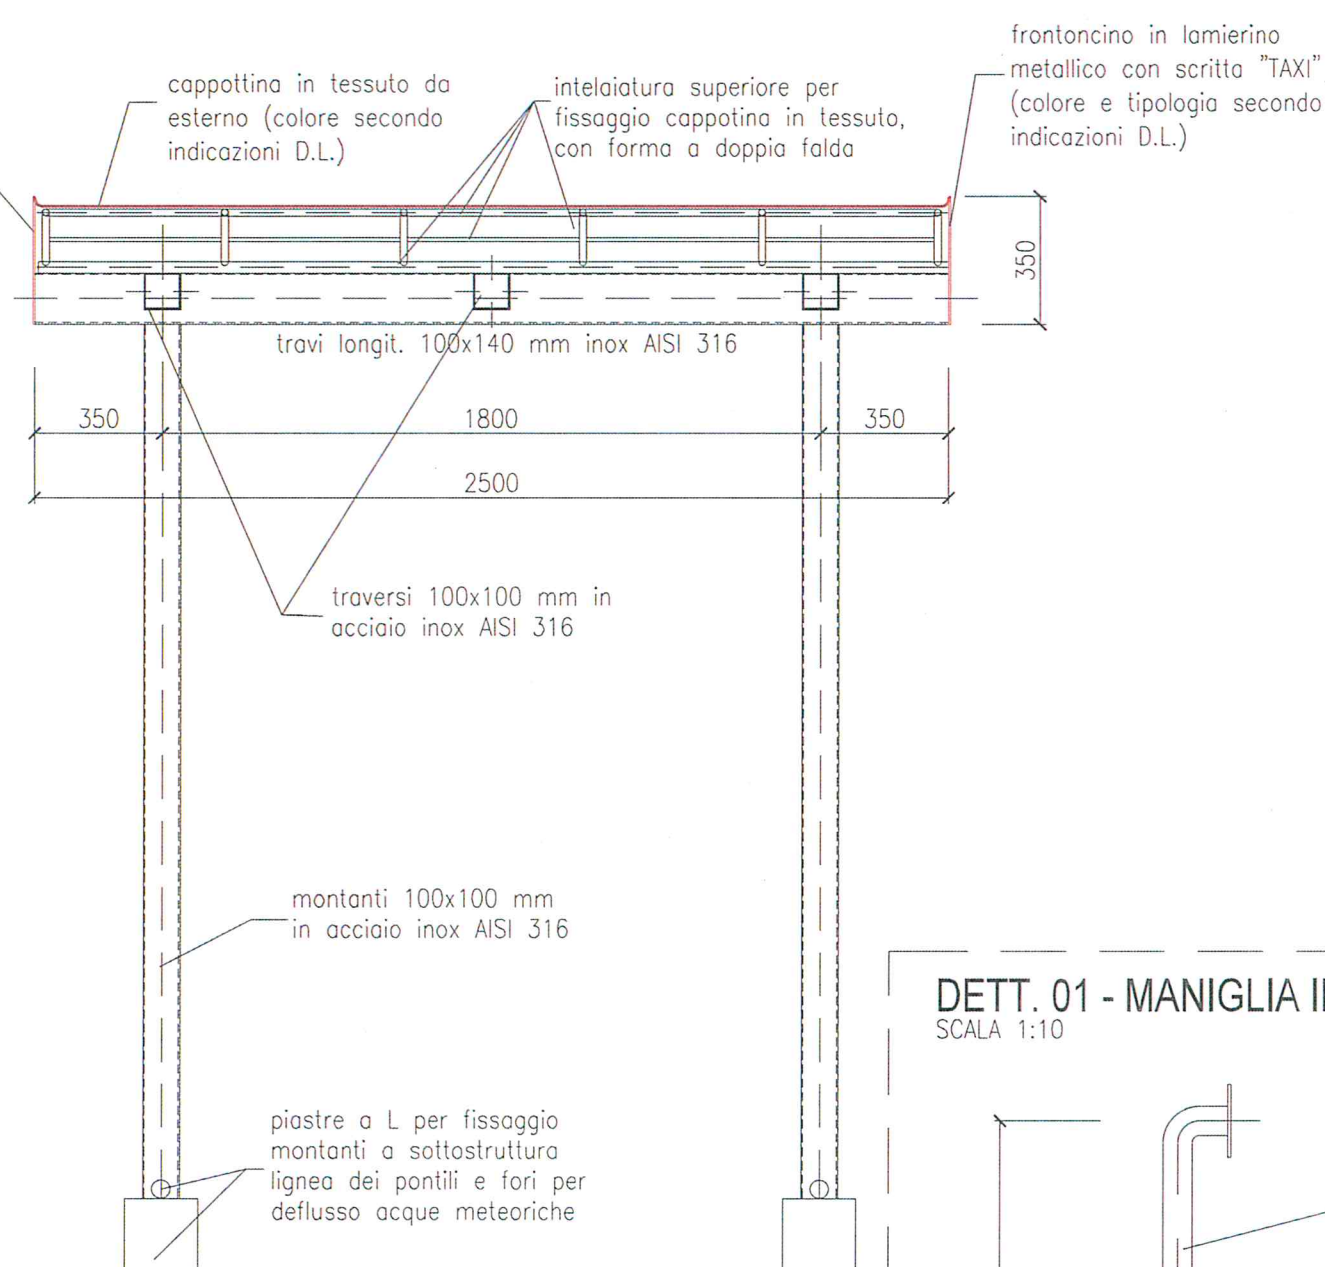 frontoncino in lamierino
metallico con scritta "TAXI"
(colore e tipologia secondo
indicazioni D.L.)
cappottina in tessuto da
esterno (colore secondo
indicazioni D.L.)
intelaiatura superiore per
fissaggio cappotina in tessuto,
con forma a doppia falda
350
travi longit. 100x140 mm inox AISI 316
350
1800
350
2500
traversi 100x100 mm in
acciaio inox AISI 316
montanti 100x100 mm
in acciaio inox AISI 316
DETT. 01 - MANIGLIA
SCALA 1:10
piastre a L per fissaggio
montanti a sottostruttura
lignea dei pontili e fori per
deflusso acque meteoriche